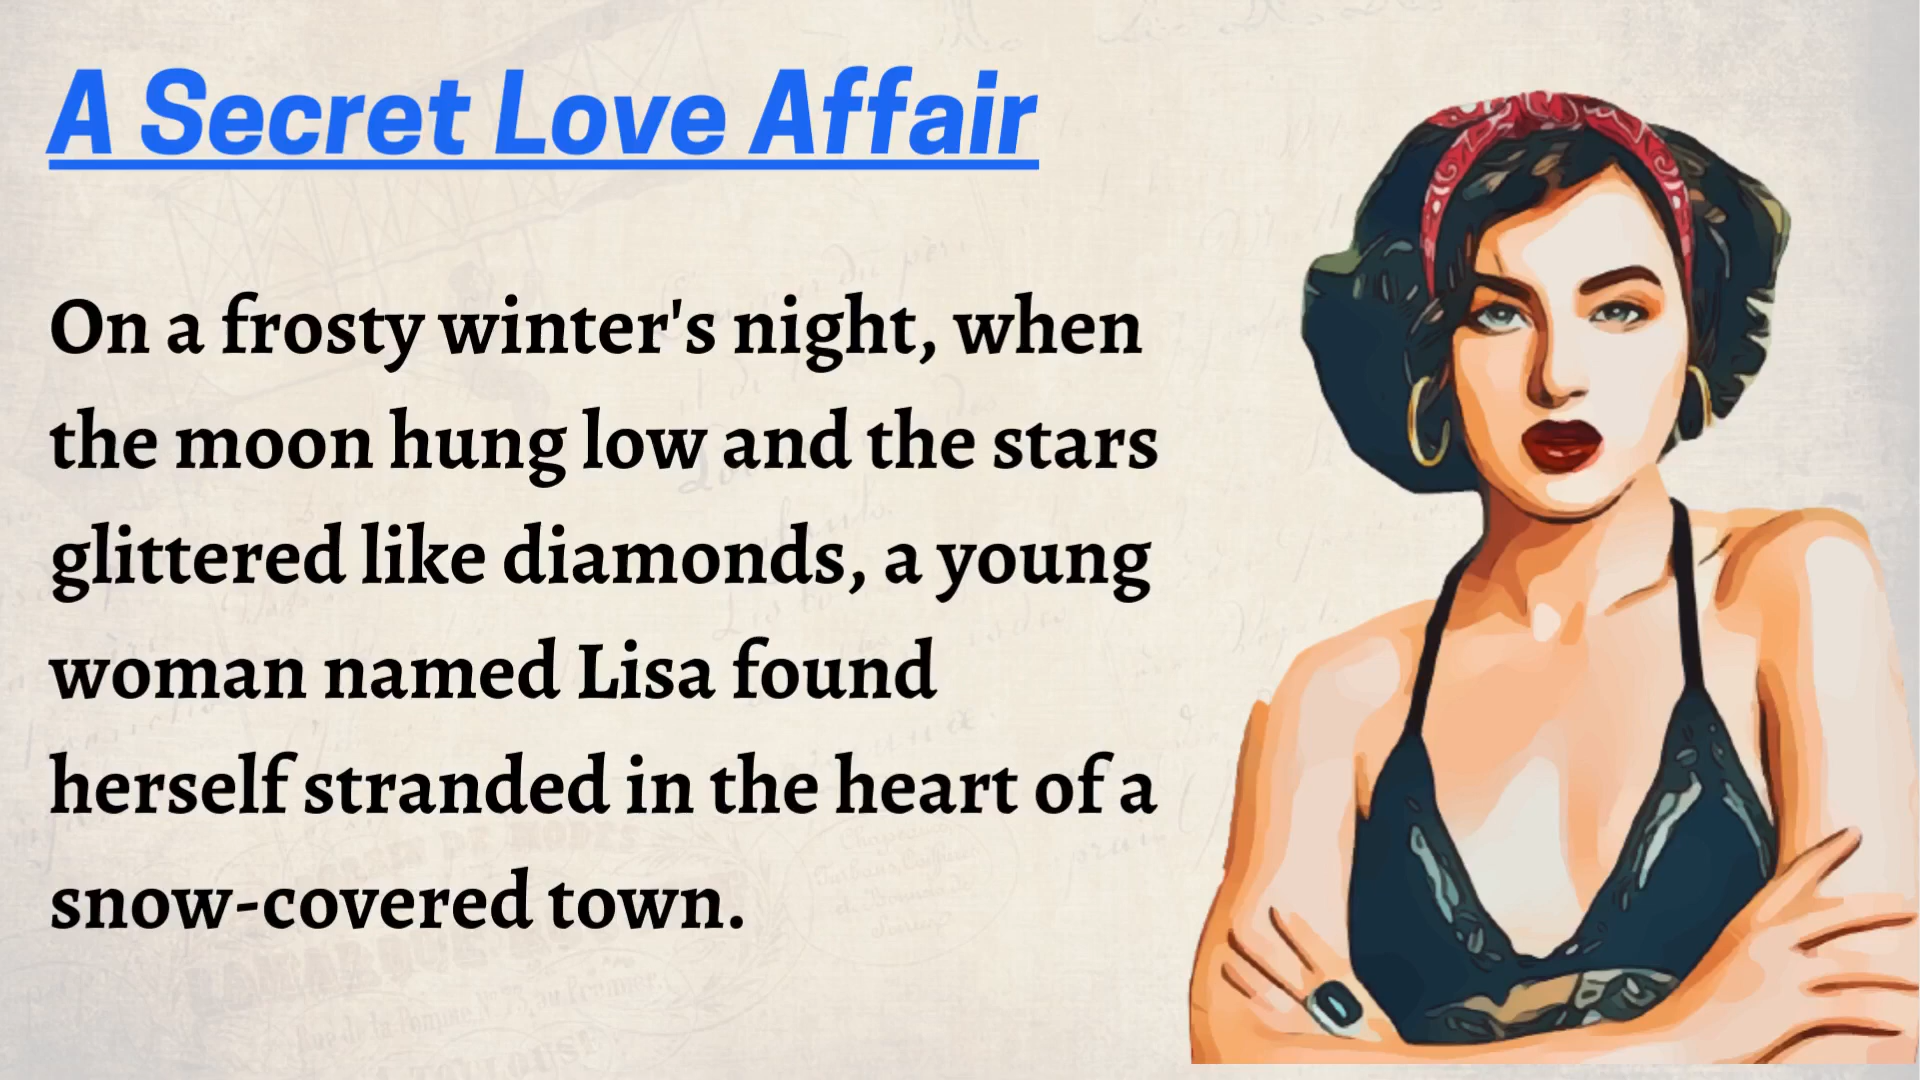 A Secret Love Affair
On a frosty winter's night, when
the moon hung low and the stars
glittered like diamonds, a young
woman named Lisa found
herself stranded in the heart of a
snow-covered town.